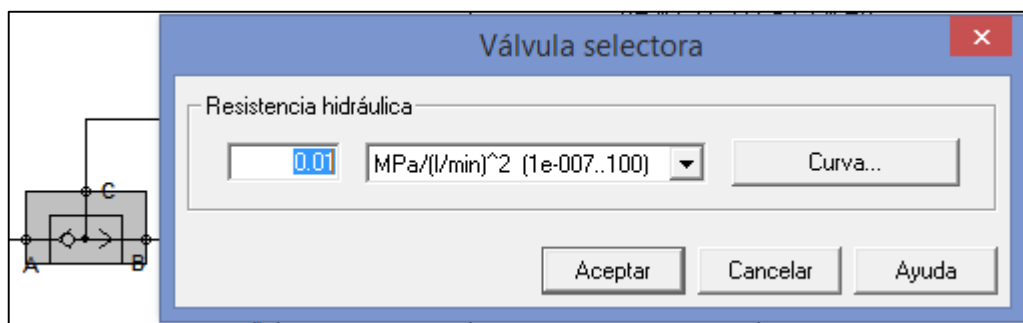 Válvula selectora
Resistencia hidráulica
0.01 MPa/(l/min)^2 (1e-007..100) Curva...
C
A B
Aceptar Cancelar Ayuda